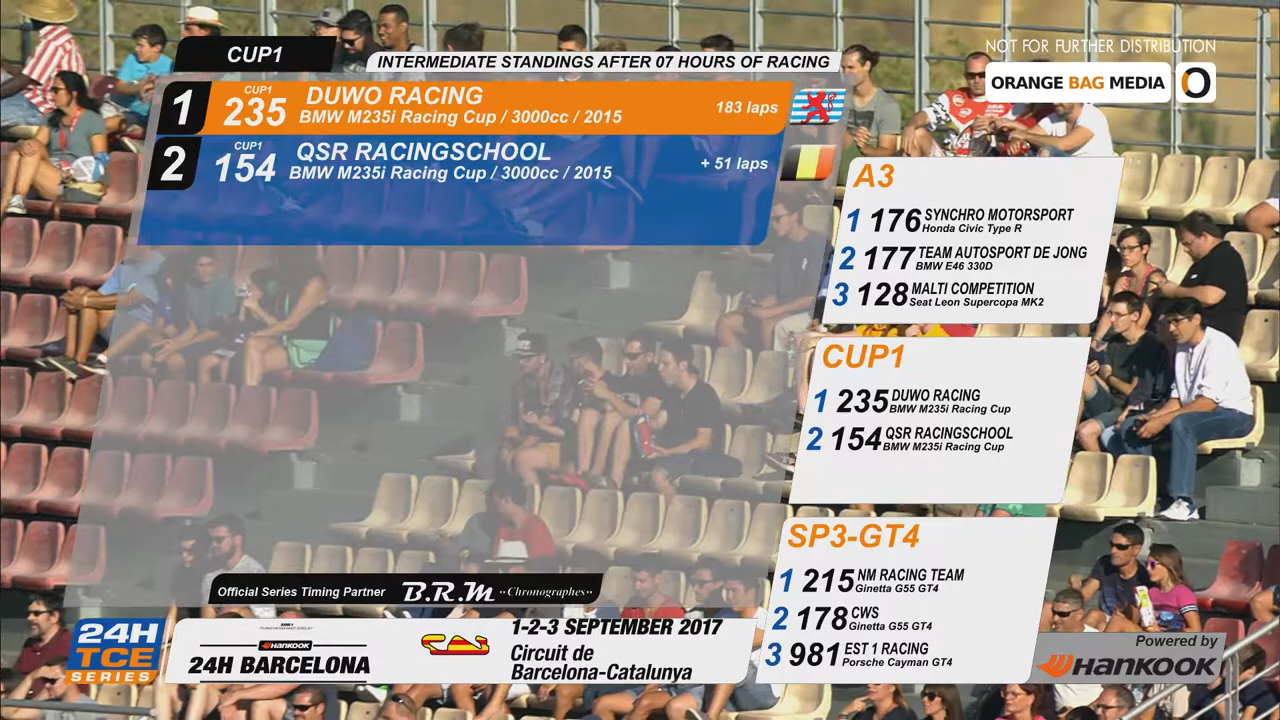 CUP1
INTERMEDIATE STANDINGS AFTER 07 HOURS OF RACING
NOT FOR FURTHER DISTRIBUTION
ORANGE BAG MEDIA
1 CUP1 235 DUWO RACING
BMW M235i Racing Cup / 3000cc / 2015
183 laps
2 CUP1 154 QSR RACINGSCHOOL
BMW M235i Racing Cup / 3000cc / 2015
+ 51 laps
A3
1 176 SYNCHRO MOTORSPORT
Honda Civic Type R
2 177 TEAM AUTOSPORT DE JONG
BMW E46 330D
3 128 MALTI COMPETITION
Seat Leon Supercopa MK2
CUP1
1 235 DUWO RACING
BMW M235i Racing Cup
2 154 QSR RACINGSCHOOL
BMW M235i Racing Cup
SP3-GT4
1 215 NM RACING TEAM
Ginetta G55 GT4
2 178 CWS
Ginetta G55 GT4
3 981 EST 1 RACING
Porsche Cayman GT4
Official Series Timing Partner B.R.M Chronographes
24H
TCE
SERIES
HANKOOK
24H BARCELONA
1-2-3 SEPTEMBER 2017
Circuit de
Barcelona-Catalunya
Powered by
HANKOOK